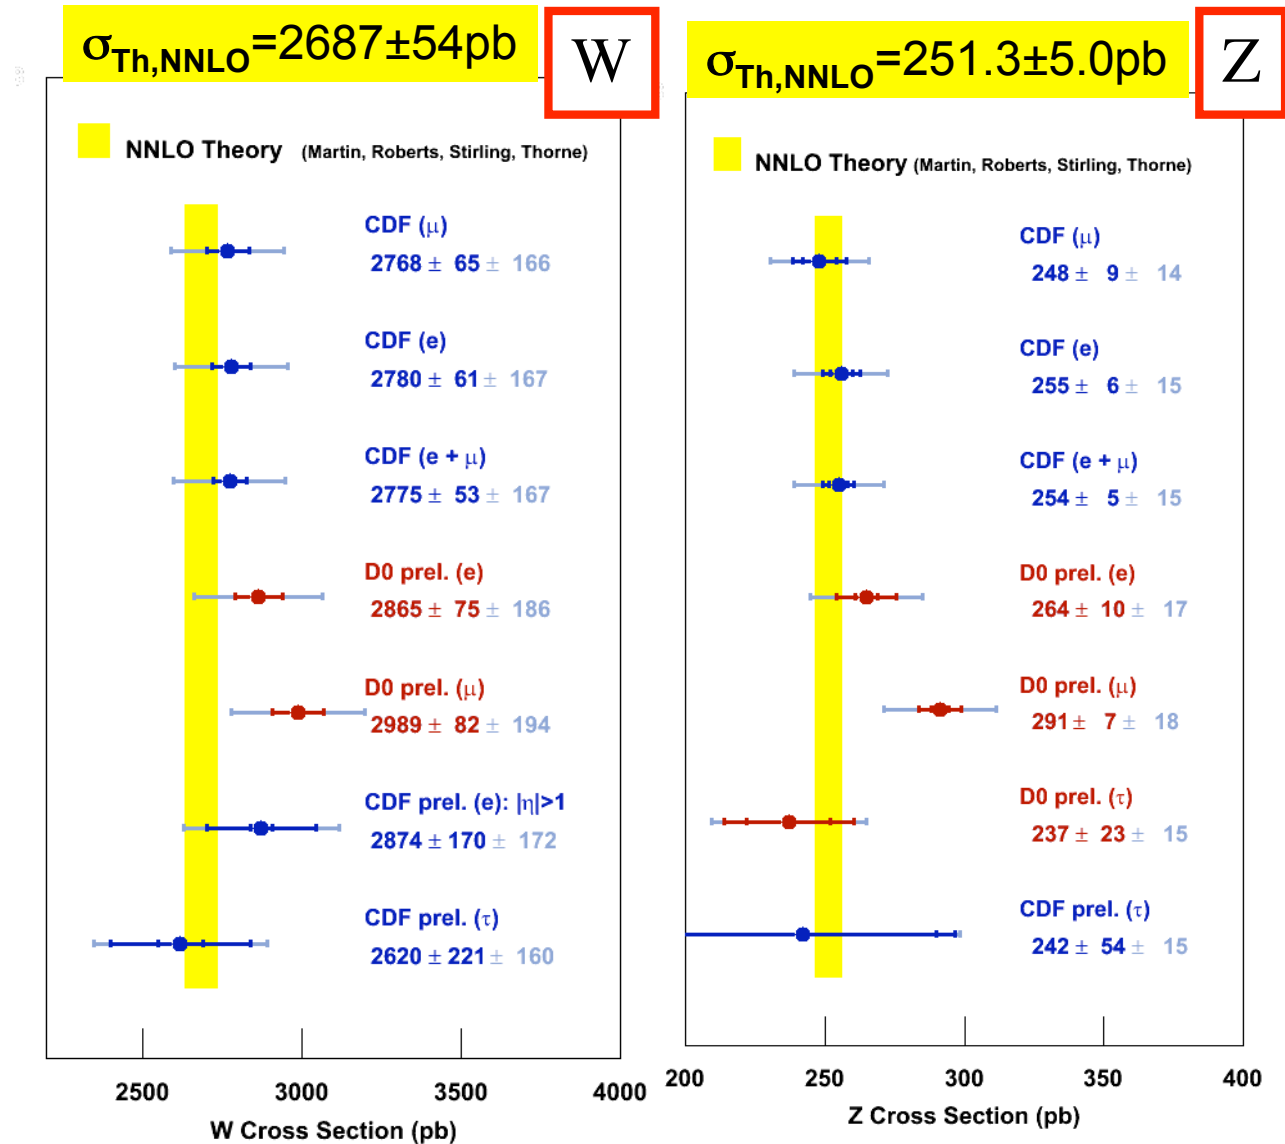 σTh,NNLO=2687±54pb
W
NNLO Theory (Martin, Roberts, Stirling, Thorne)
CDF (μ)
2768 ± 65 ± 166
CDF (e)
2780 ± 61 ± 167
CDF (e + μ)
2775 ± 53 ± 167
D0 prel. (e)
2865 ± 75 ± 186
D0 prel. (μ)
2989 ± 82 ± 194
CDF prel. (e): |η|>1
2874 ± 170 ± 172
CDF prel. (τ)
2620 ± 221 ± 160
2500 3000 3500 4000
W Cross Section (pb)
σTh,NNLO=251.3±5.0pb
Z
NNLO Theory (Martin, Roberts, Stirling, Thorne)
CDF (μ)
248 ± 9 ± 14
CDF (e)
255 ± 6 ± 15
CDF (e + μ)
254 ± 5 ± 15
D0 prel. (e)
264 ± 10 ± 17
D0 prel. (μ)
291 ± 7 ± 18
D0 prel. (τ)
237 ± 23 ± 15
CDF prel. (τ)
242 ± 54 ± 15
200 250 300 350 400
Z Cross Section (pb)